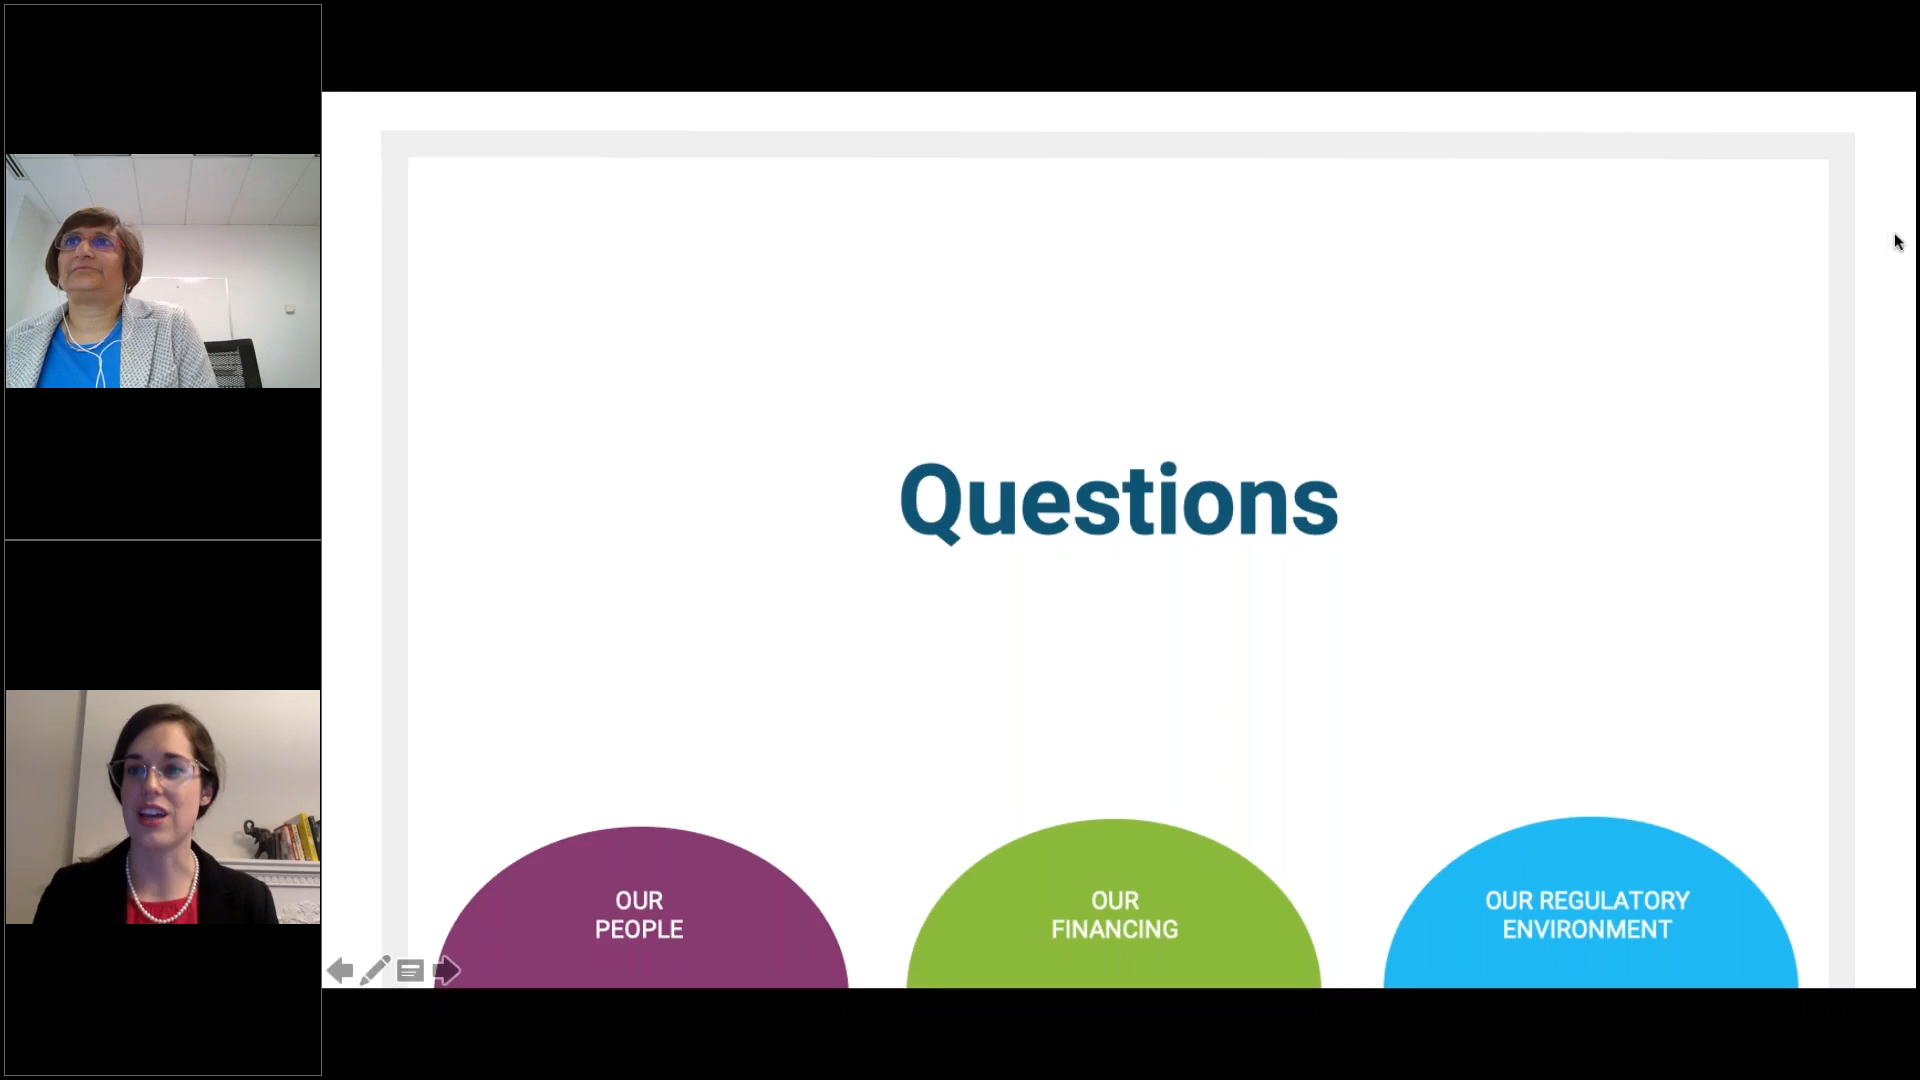 Questions
OUR
PEOPLE
OUR
FINANCING
OUR REGULATORY
ENVIRONMENT